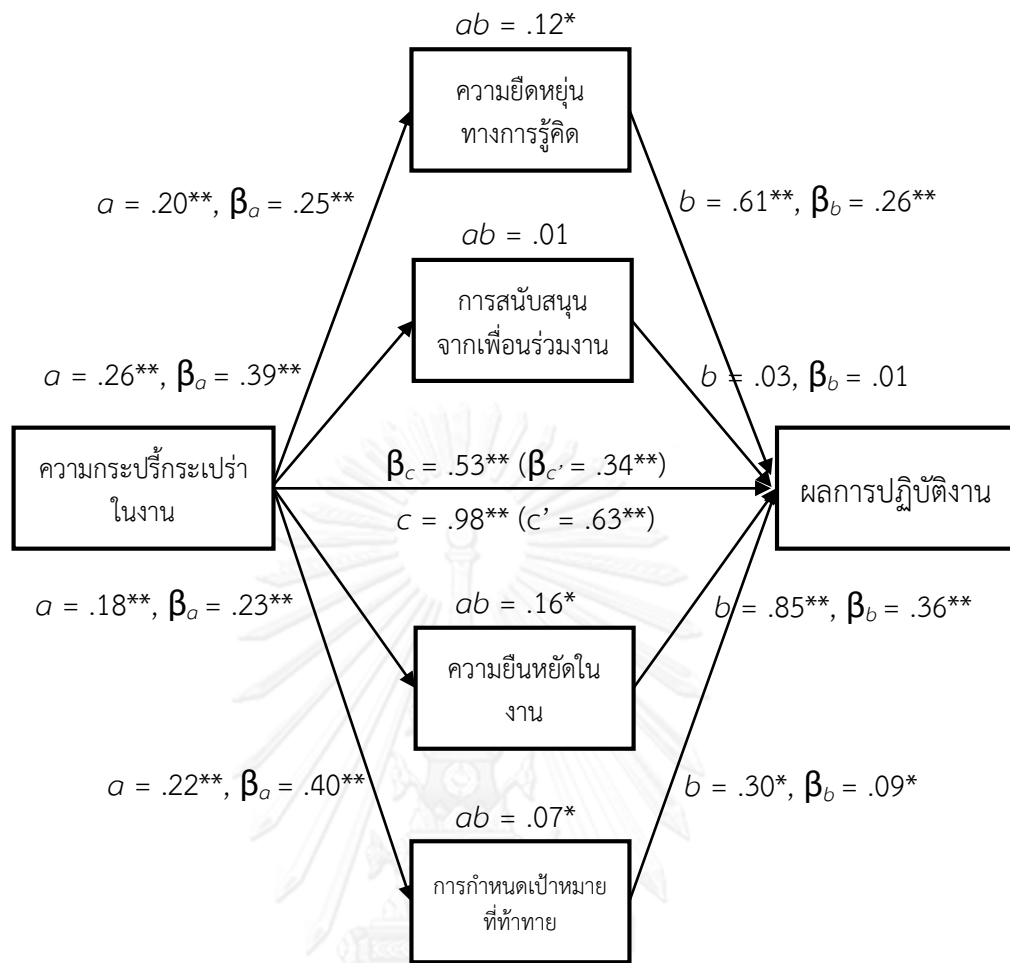 ab = .12*
ความยืดหยุ่น
ทางการรู้คิด
a = .20**, βa = .25**
b = .61**, βb = .26**
ab = .01
การสนับสนุน
จากเพื่อนร่วมงาน
a = .26**, βa = .39**
b = .03, βb = .01
ความกระปรี้กระเปร่า
ในงาน
βc = .53** (βc' = .34**)
c = .98** (c' = .63**)
ผลการปฏิบัติงาน
a = .18**, βa = .23**
ab = .16*
b = .85**, βb = .36**
ความยืนหยัดใน
งาน
a = .22**, βa = .40**
b = .30*, βb = .09*
ab = .07*
การกำหนดเป้าหมาย
ที่ท้าทาย